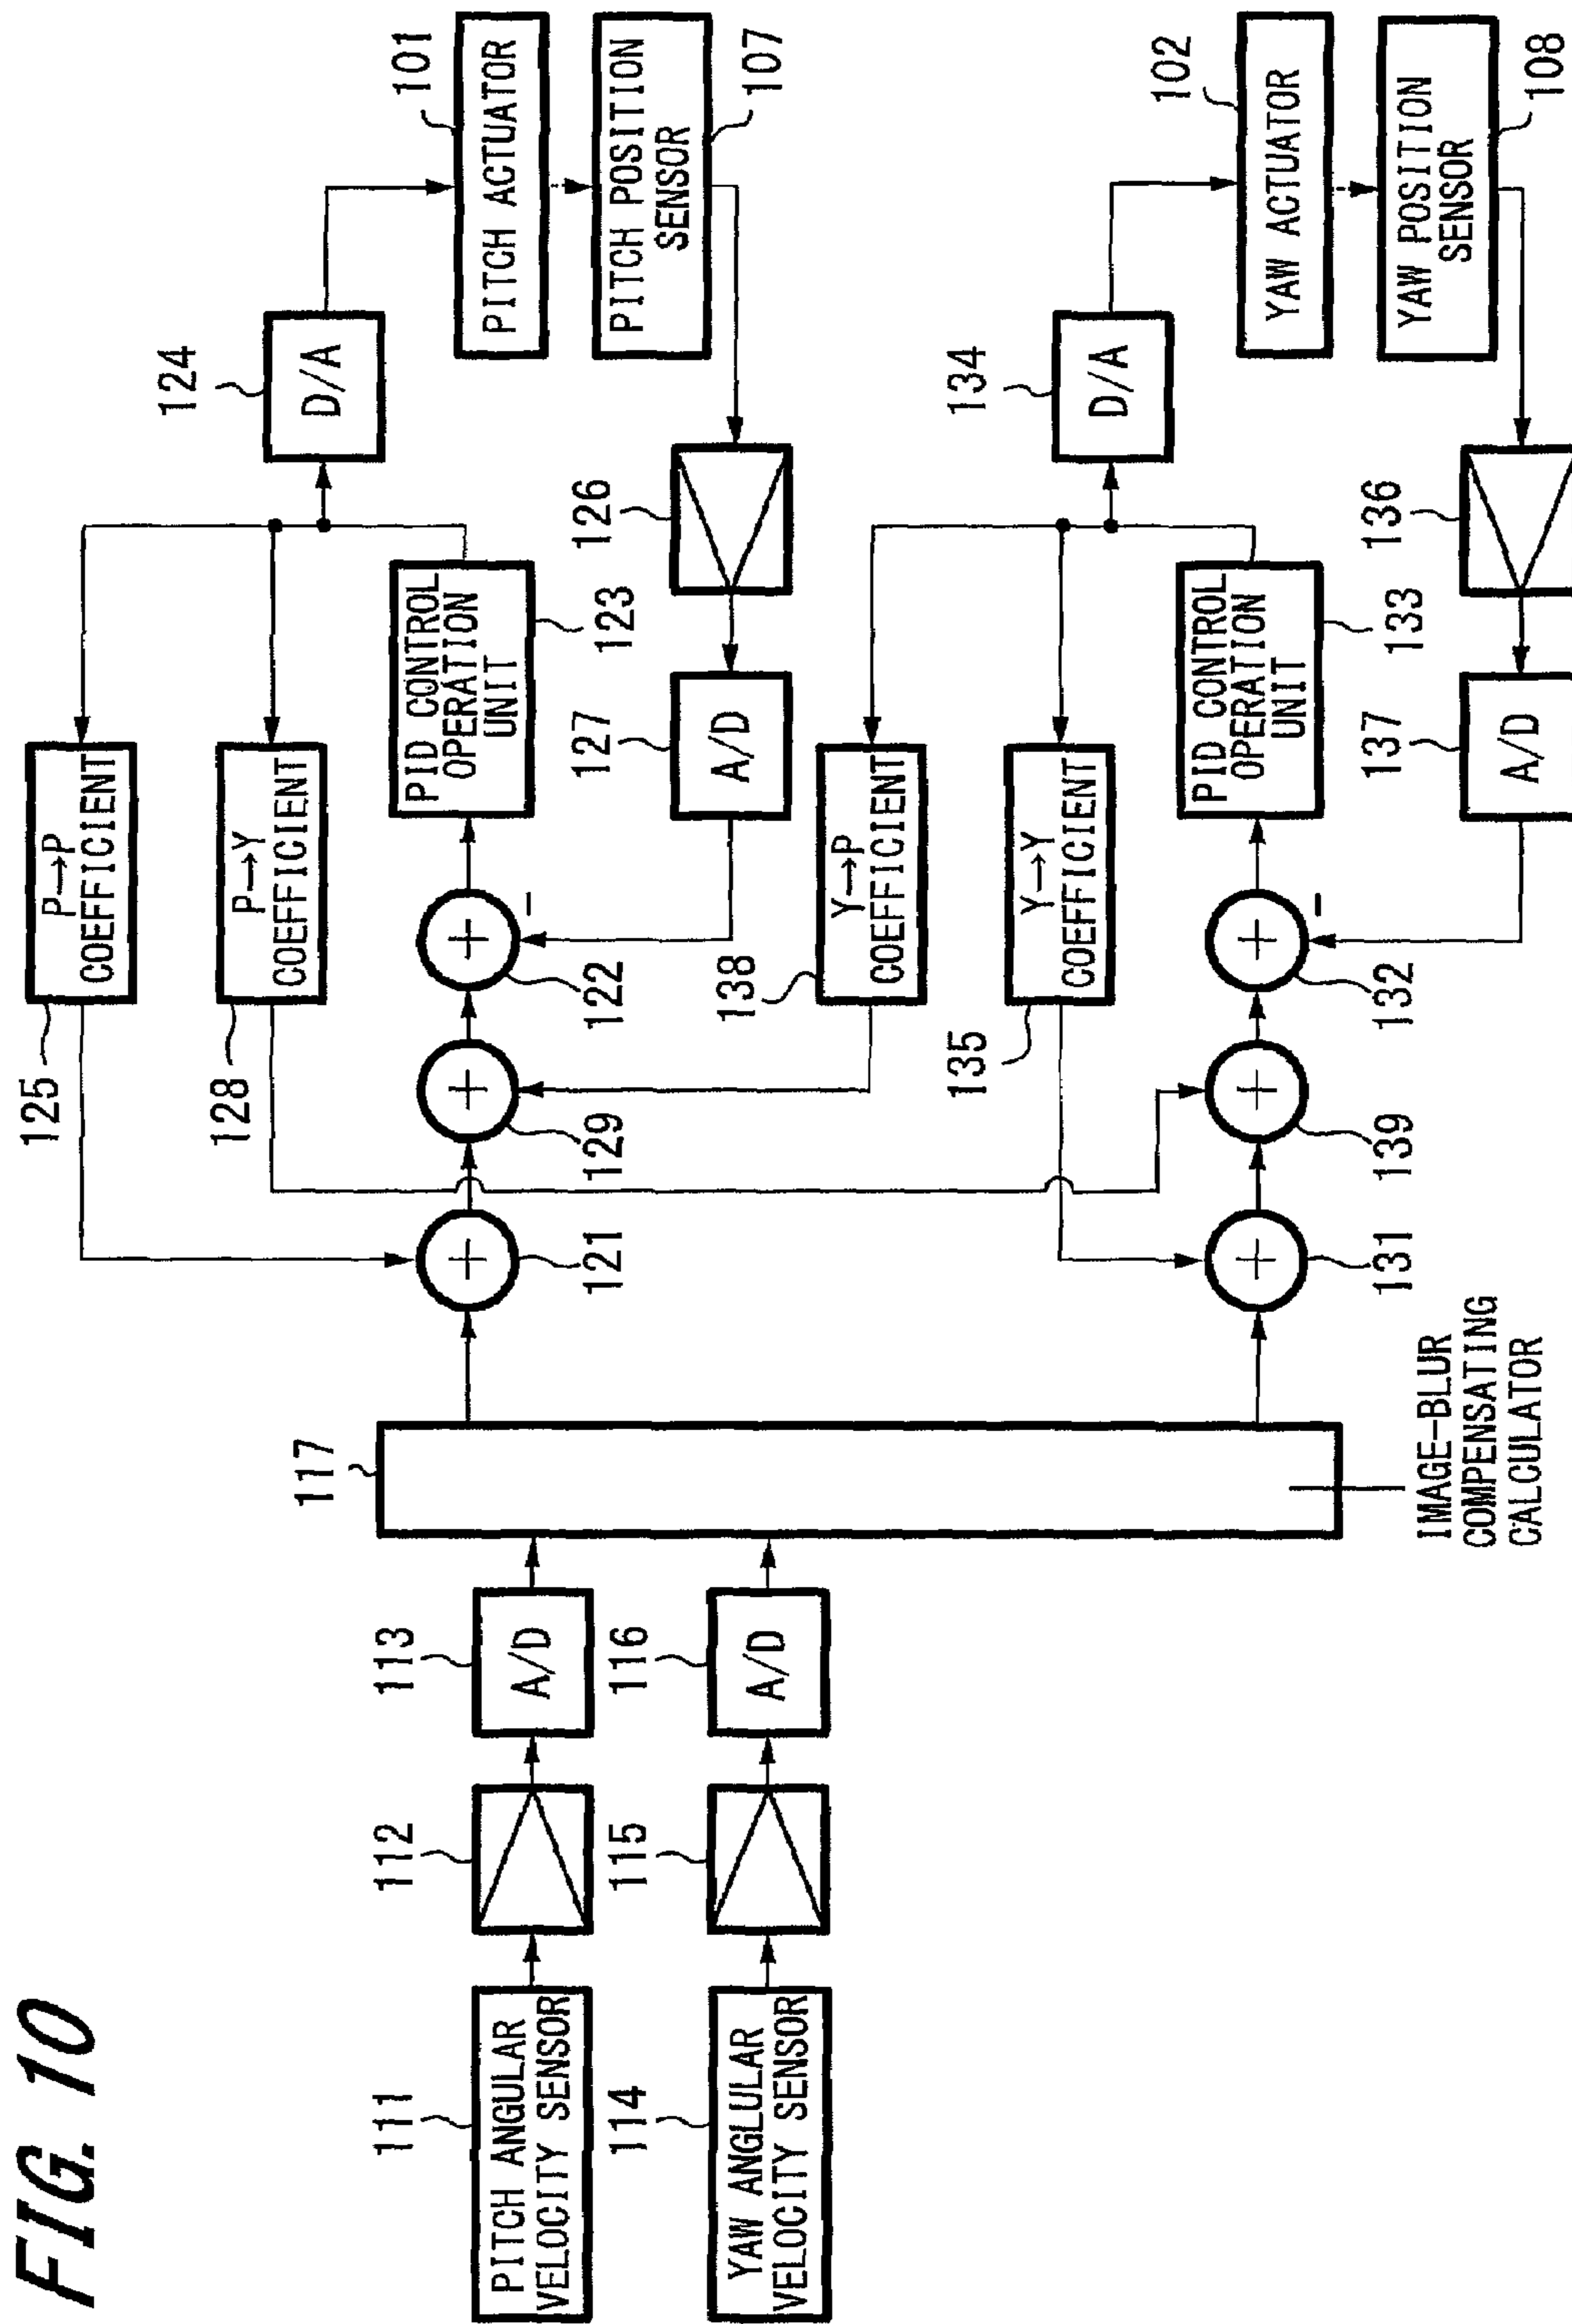 FIG. 10
125
P→P
COEFFICIENT
128
P→Y
COEFFICIENT
124
D/A
101
PITCH ACTUATOR
PID CONTROL
OPERATION
UNIT
123
117
111
PITCH ANGULAR
VELOCITY SENSOR
112
113
A/D
121
+
129
+
122
+
-
107
PITCH POSITION
SENSOR
126
127
A/D
114
YAW ANGLULAR
VELOCITY SENSOR
115
116
A/D
138
Y→P
COEFFICIENT
135
Y→Y
COEFFICIENT
134
D/A
102
YAW ACTUATOR
PID CONTROL
OPERATION
UNIT
133
131
+
139
+
132
+
-
108
YAW POSITION
SENSOR
136
137
A/D
IMAGE-BLUR
COMPENSATING
CALCULATOR